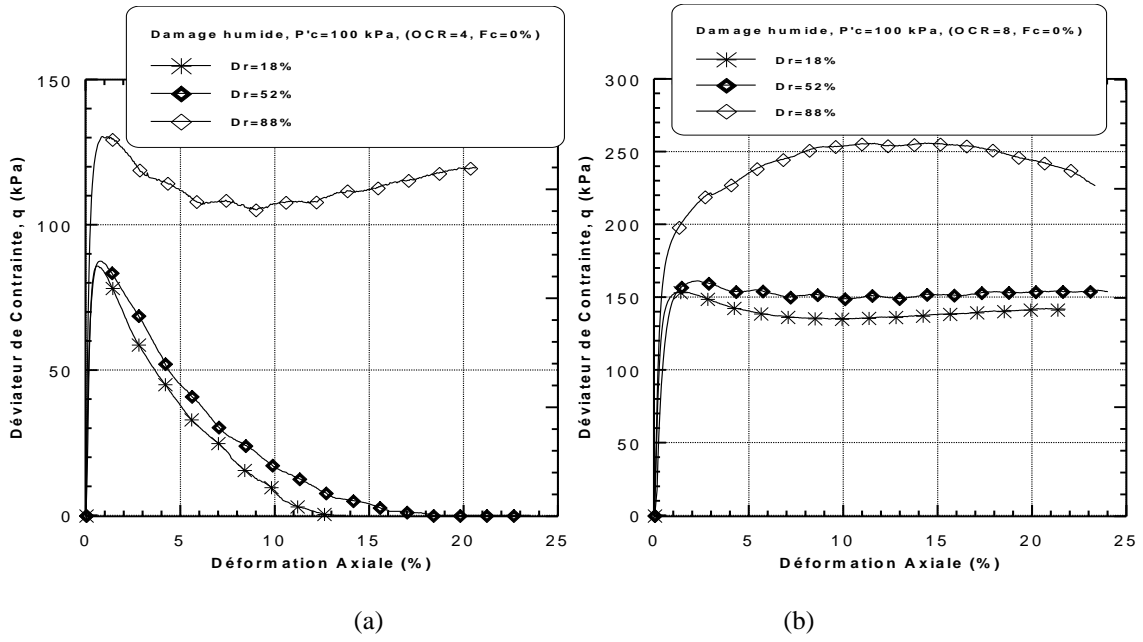 Damage humide, P'c=100 kPa, (OCR=4, Fc=0%)
Dr=18%
Dr=52%
Dr=88%
150
100
50
0
0 5 10 15 20 25
Déviateur de Contrainte, q (kPa)
Déformation Axiale (%)
(a)
Damage humide, P'c=100 kPa, (OCR=8, Fc=0%)
Dr=18%
Dr=52%
Dr=88%
300
250
200
150
100
50
0
0 5 10 15 20 25
Déviateur de Contrainte, q (kPa)
Déformation Axiale (%)
(b)